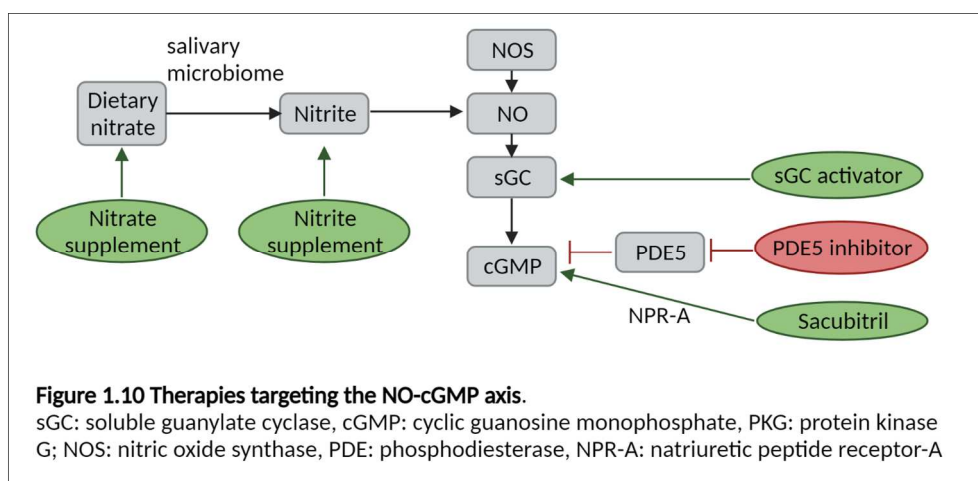 salivary
microbiome
NOS
Dietary
nitrate
Nitrite
NO
sGC
sGC activator
Nitrate
supplement
Nitrite
supplement
cGMP
PDE5
PDE5 inhibitor
NPR-A
Sacubitril
Figure 1.10 Therapies targeting the NO-cGMP axis.
sGC: soluble guanylate cyclase, cGMP: cyclic guanosine monophosphate, PKG: protein kinase
G; NOS: nitric oxide synthase, PDE: phosphodiesterase, NPR-A: natriuretic peptide receptor-A